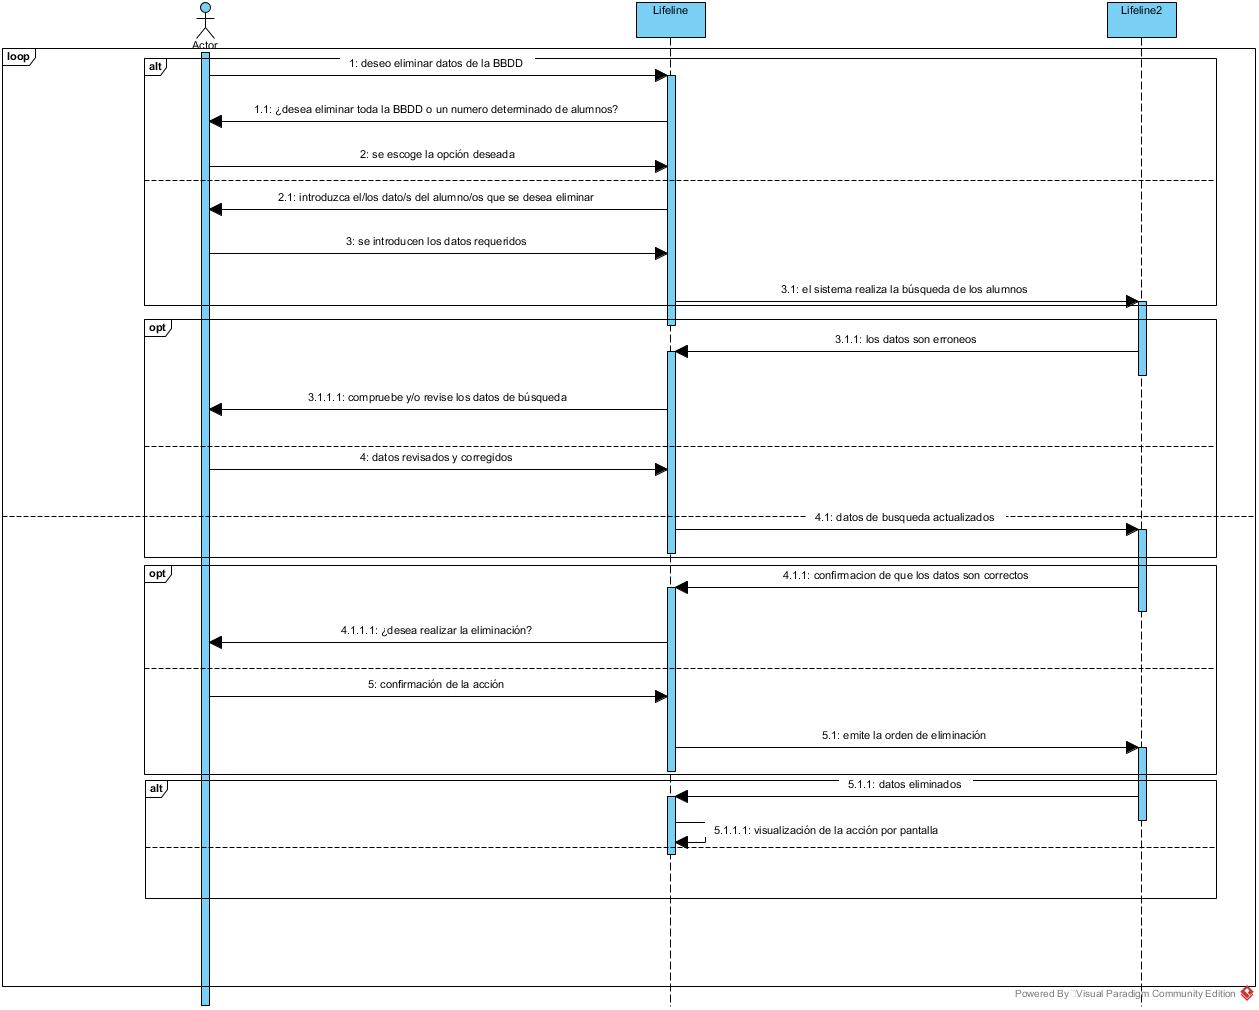 Lifeline
Lifeline2
Actor
loop
alt
1: deseo eliminar datos de la BBDD
1.1: ¿desea eliminar toda la BBDD o un numero determinado de alumnos?
2: se escoge la opción deseada
2.1: introduzca el/los dato/s del alumno/os que se desea eliminar
3: se introducen los datos requeridos
3.1: el sistema realiza la búsqueda de los alumnos
opt
3.1.1: los datos son erroneos
3.1.1.1: compruebe y/o revise los datos de búsqueda
4: datos revisados y corregidos
4.1: datos de busqueda actualizados
opt
4.1.1: confirmacion de que los datos son correctos
4.1.1.1: ¿desea realizar la eliminación?
5: confirmación de la acción
5.1: emite la orden de eliminación
alt
5.1.1: datos eliminados
5.1.1.1: visualización de la acción por pantalla
Powered By Visual Paradigm Community Edition